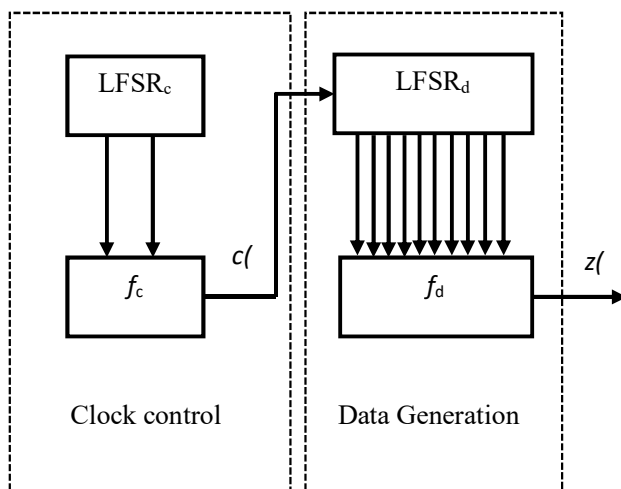 LFSRc
LFSRd
c(
z(
fc
fd
Clock control
Data Generation